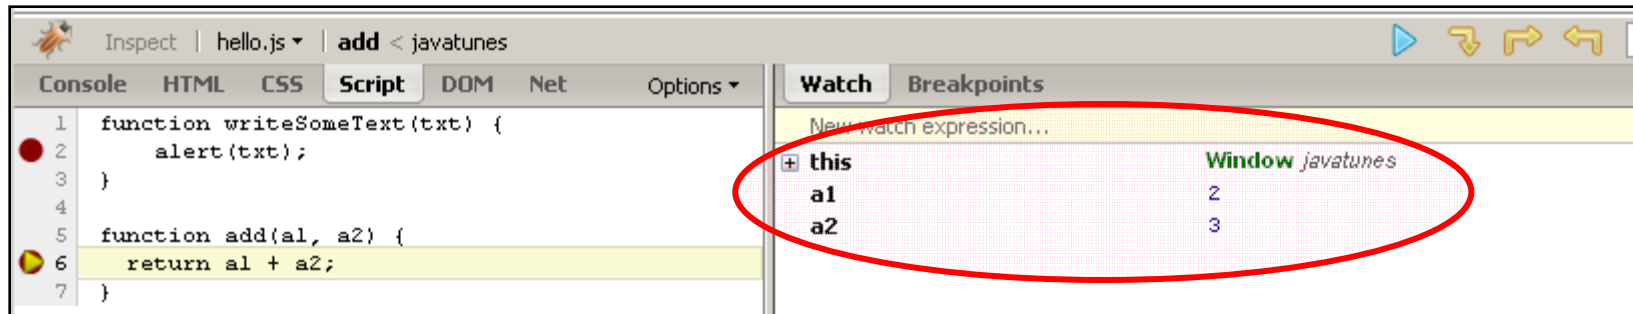 Inspect | hello.js ▾ | add < javatunes
Console HTML CSS Script DOM Net Options ▾
Watch Breakpoints
1 function writeSomeText(txt) {
2 alert(txt);
3 }
4
5 function add(a1, a2) {
6 return a1 + a2;
7 }
New watch expression...
this Window javatunes
a1 2
a2 3